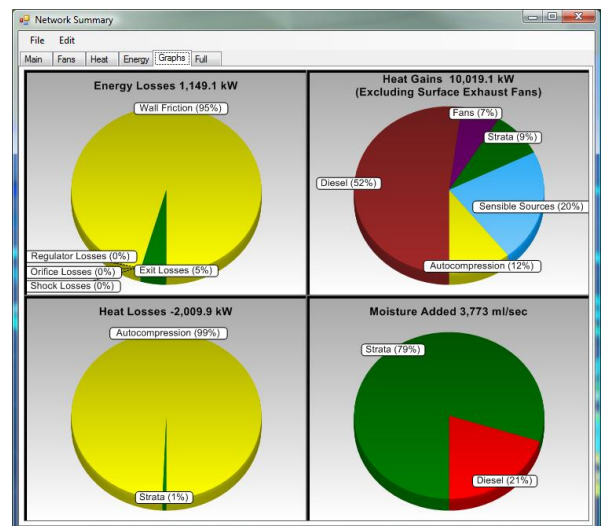 Network Summary
File Edit
Main Fans Heat Energy Graphs Full
Energy Losses 1,149.1 kW
Wall Friction (95%)
Regulator Losses (0%)
Orifice Losses (0%)
Exit Losses (5%)
Shock Losses (0%)
Heat Gains 10,019.1 kW
(Excluding Surface Exhaust Fans)
Fans (7%)
Strata (9%)
Diesel (52%)
Sensible Sources (20%)
Autocompression (12%)
Heat Losses -2,009.9 kW
Autocompression (99%)
Strata (1%)
Moisture Added 3,773 ml/sec
Strata (79%)
Diesel (21%)